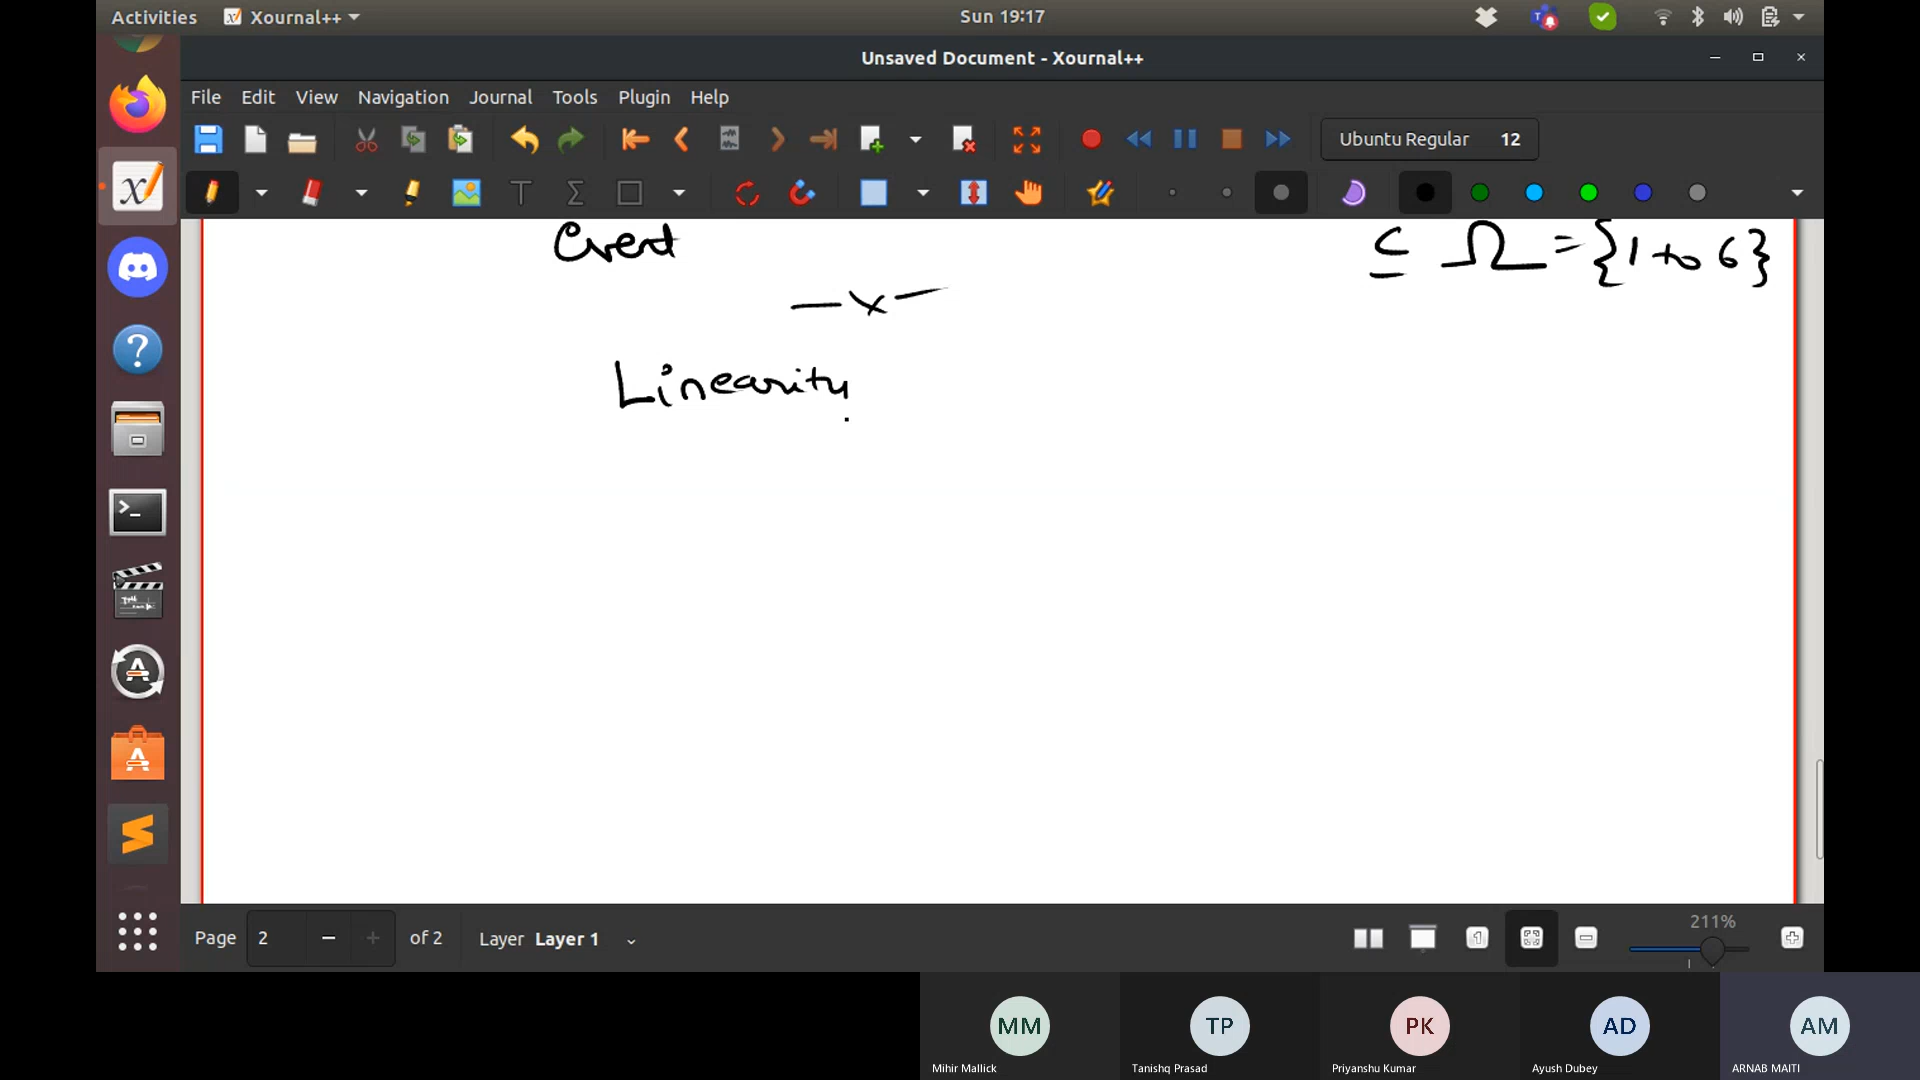 Activities Xournal++ Sun 19:17
Unsaved Document - Xournal++
File Edit View Navigation Journal Tools Plugin Help
Ubuntu Regular 12
Event ⊆ Ω = {1 to 6}
—x—
Linearity
Page 2 of 2 Layer Layer 1 211%
MM TP PK AD AM
Mihir Mallick Tanishq Prasad Priyanshu Kumar Ayush Dubey ARNAB MAITI